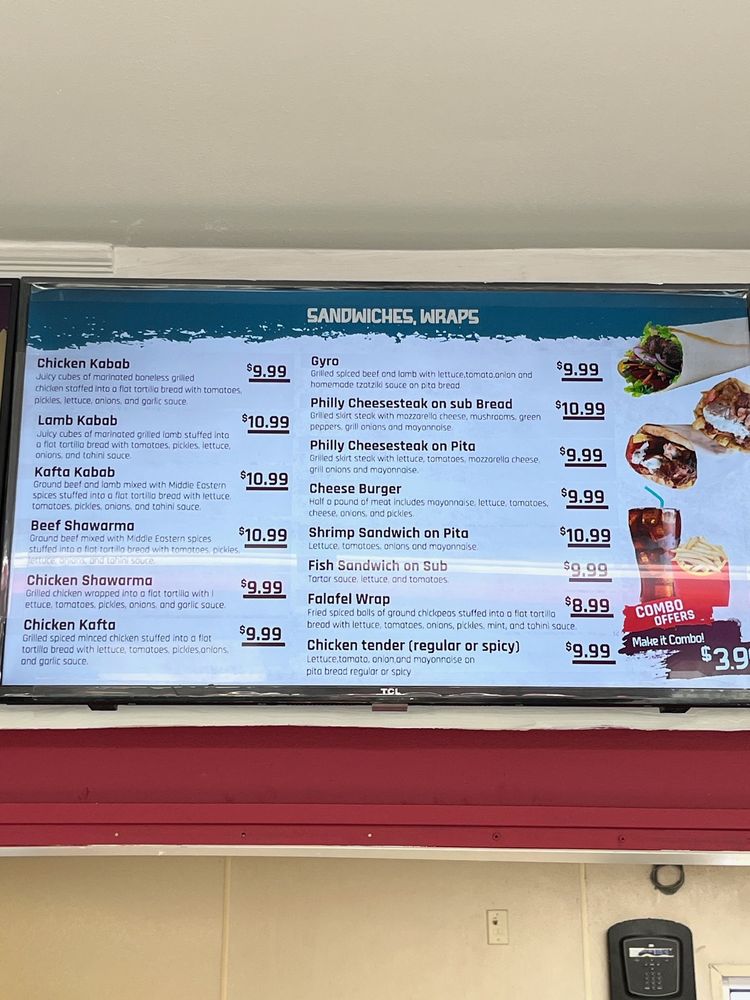 SANDWICHES, WRAPS
Chicken Kabab
$9.99
Juicy cubes of marinated boneless grilled
chicken staffed into a flat tortilla bread with tomatoes,
pickles, lettuce, onions, and garlic sauce.
Lamb Kabab
$10.99
Juicy cubes of marinated grilled lamb stuffed into
a flat tortilla bread with tomatoes, pickles, lettuce,
onions, and tahini sauce.
Kafta Kabab
$10.99
Ground beef and lamb mixed with Middle Eastern
spices stuffed into a flat tortilla bread with lettuce,
tomatoes, pickles, onions, and tahini sauce.
Beef Shawarma
$10.99
Ground beef mixed with Middle Eastern spices
stuffed into a flat tortilla bread with tomatoes, pickles,
lettuce, onions, and tahini sauce.
Chicken Shawarma
$9.99
Grilled chicken wrapped into a flat tortilla with l
ettuce, tomatoes, pickles, onions, and garlic sauce.
Chicken Kafta
$9.99
Grilled spiced minced chicken stuffed into a flat
tortilla bread with lettuce, tomatoes, pickles,onions,
and garlic sauce.
Gyro
$9.99
Grilled spiced beef and lamb with lettuce,tomato,onion and
homemade tzatziki sauce on pita bread
Philly Cheesesteak on sub Bread
$10.99
Grilled skirt steak with mozzarella cheese, mushrooms, green
peppers, grill onions and mayonnaise.
Philly Cheesesteak on Pita
$9.99
Grilled skirt steak with lettuce, tomatoes, mozzarella cheese,
grill onions and mayonnaise.
Cheese Burger
$9.99
Half a pound of meat includes mayonnaise, lettuce, tomatoes,
cheese, onions, and pickles.
Shrimp Sandwich on Pita
$10.99
Lettuce, tomatoes, onions and mayonnaise.
Fish Sandwich on Sub
$9.99
Tartar sauce, lettuce, and tomatoes.
Falafel Wrap
$8.99
Fried spiced balls of ground chickpeas stuffed into a flat tortilla
bread with lettuce, tomatoes, onions, pickles, mint, and tahini sauce.
Chicken tender (regular or spicy)
$9.99
Lettuce,tomato, onion,and mayonnaise on
pita bread regular or spicy
COMBO
OFFERS
Make it Combo!
$3.9
TCL